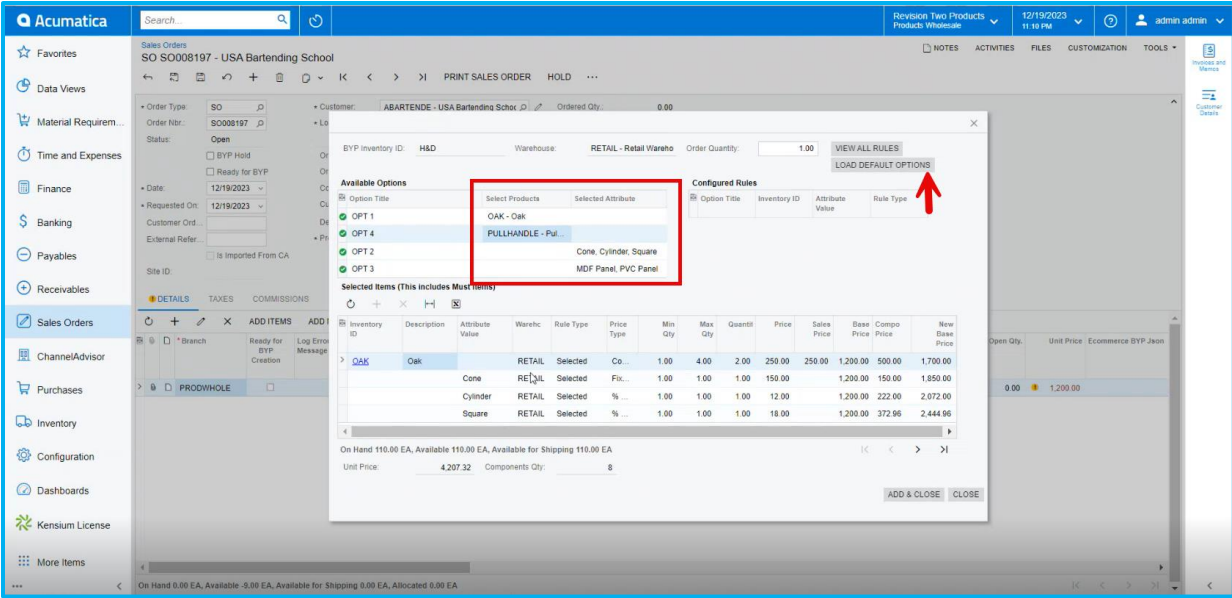 Acumatica
Search...
Revision Two Products
Products Wholesale
12/19/2023
11:10 PM
admin admin
Favorites
Data Views
Material Requirem...
Time and Expenses
Finance
Banking
Payables
Receivables
Sales Orders
ChannelAdvisor
Purchases
Inventory
Configuration
Dashboards
Kensium License
More Items
Sales Orders
SO SO008197 - USA Bartending School
NOTES ACTIVITIES FILES CUSTOMIZATION TOOLS
PRINT SALES ORDER HOLD ...
Invoices and
Memos
Customer
Details
Order Type: SO
Customer: ABARTENDE - USA Bartending Schoo
Ordered Qty.: 0.00
Order Nbr.: SO008197
Lo
Status: Open
BYP Hold
Or
Ready for BYP
Or
Date: 12/19/2023
Co
Requested On: 12/19/2023
Cu
Customer Ord...
De
External Refer...
Pr
Is Imported From CA
Site ID:
DETAILS TAXES COMMISSIONS
ADD ITEMS ADD
Branch
Ready for
BYP
Creation
Log Error
Message
Open Qty.
Unit Price
Ecommerce BYP Json
PRODWHOLE
0.00 1,200.00
BYP Inventory ID: H&D
Warehouse: RETAIL - Retail Wareho
Order Quantity: 1.00
VIEW ALL RULES
LOAD DEFAULT OPTIONS
Available Options
Option Title Select Products Selected Attribute
OPT 1 OAK - Oak
OPT 4 PULLHANDLE - Pul...
OPT 2 Cone, Cylinder, Square
OPT 3 MDF Panel, PVC Panel
Configured Rules
Option Title Inventory ID Attribute Value Rule Type
Selected Items (This includes Must Items)
Inventory ID Description Attribute Value Warehc Rule Type Price Type Min Qty Max Qty Quantit Price Sales Price Base Price Compo Price New Base Price
OAK Oak RETAIL Selected Co... 1.00 4.00 2.00 250.00 250.00 1,200.00 500.00 1,700.00
Cone Selected Fix... 1.00 1.00 1.00 150.00 1,200.00 150.00 1,850.00
Cylinder RETAIL Selected % ... 1.00 1.00 1.00 12.00 1,200.00 222.00 2,072.00
Square RETAIL Selected % ... 1.00 1.00 1.00 18.00 1,200.00 372.96 2,444.96
On Hand 110.00 EA, Available 110.00 EA, Available for Shipping 110.00 EA
Unit Price: 4,207.32 Components Qty: 8
ADD & CLOSE CLOSE
On Hand 0.00 EA, Available -9.00 EA, Available for Shipping 0.00 EA, Allocated 0.00 EA